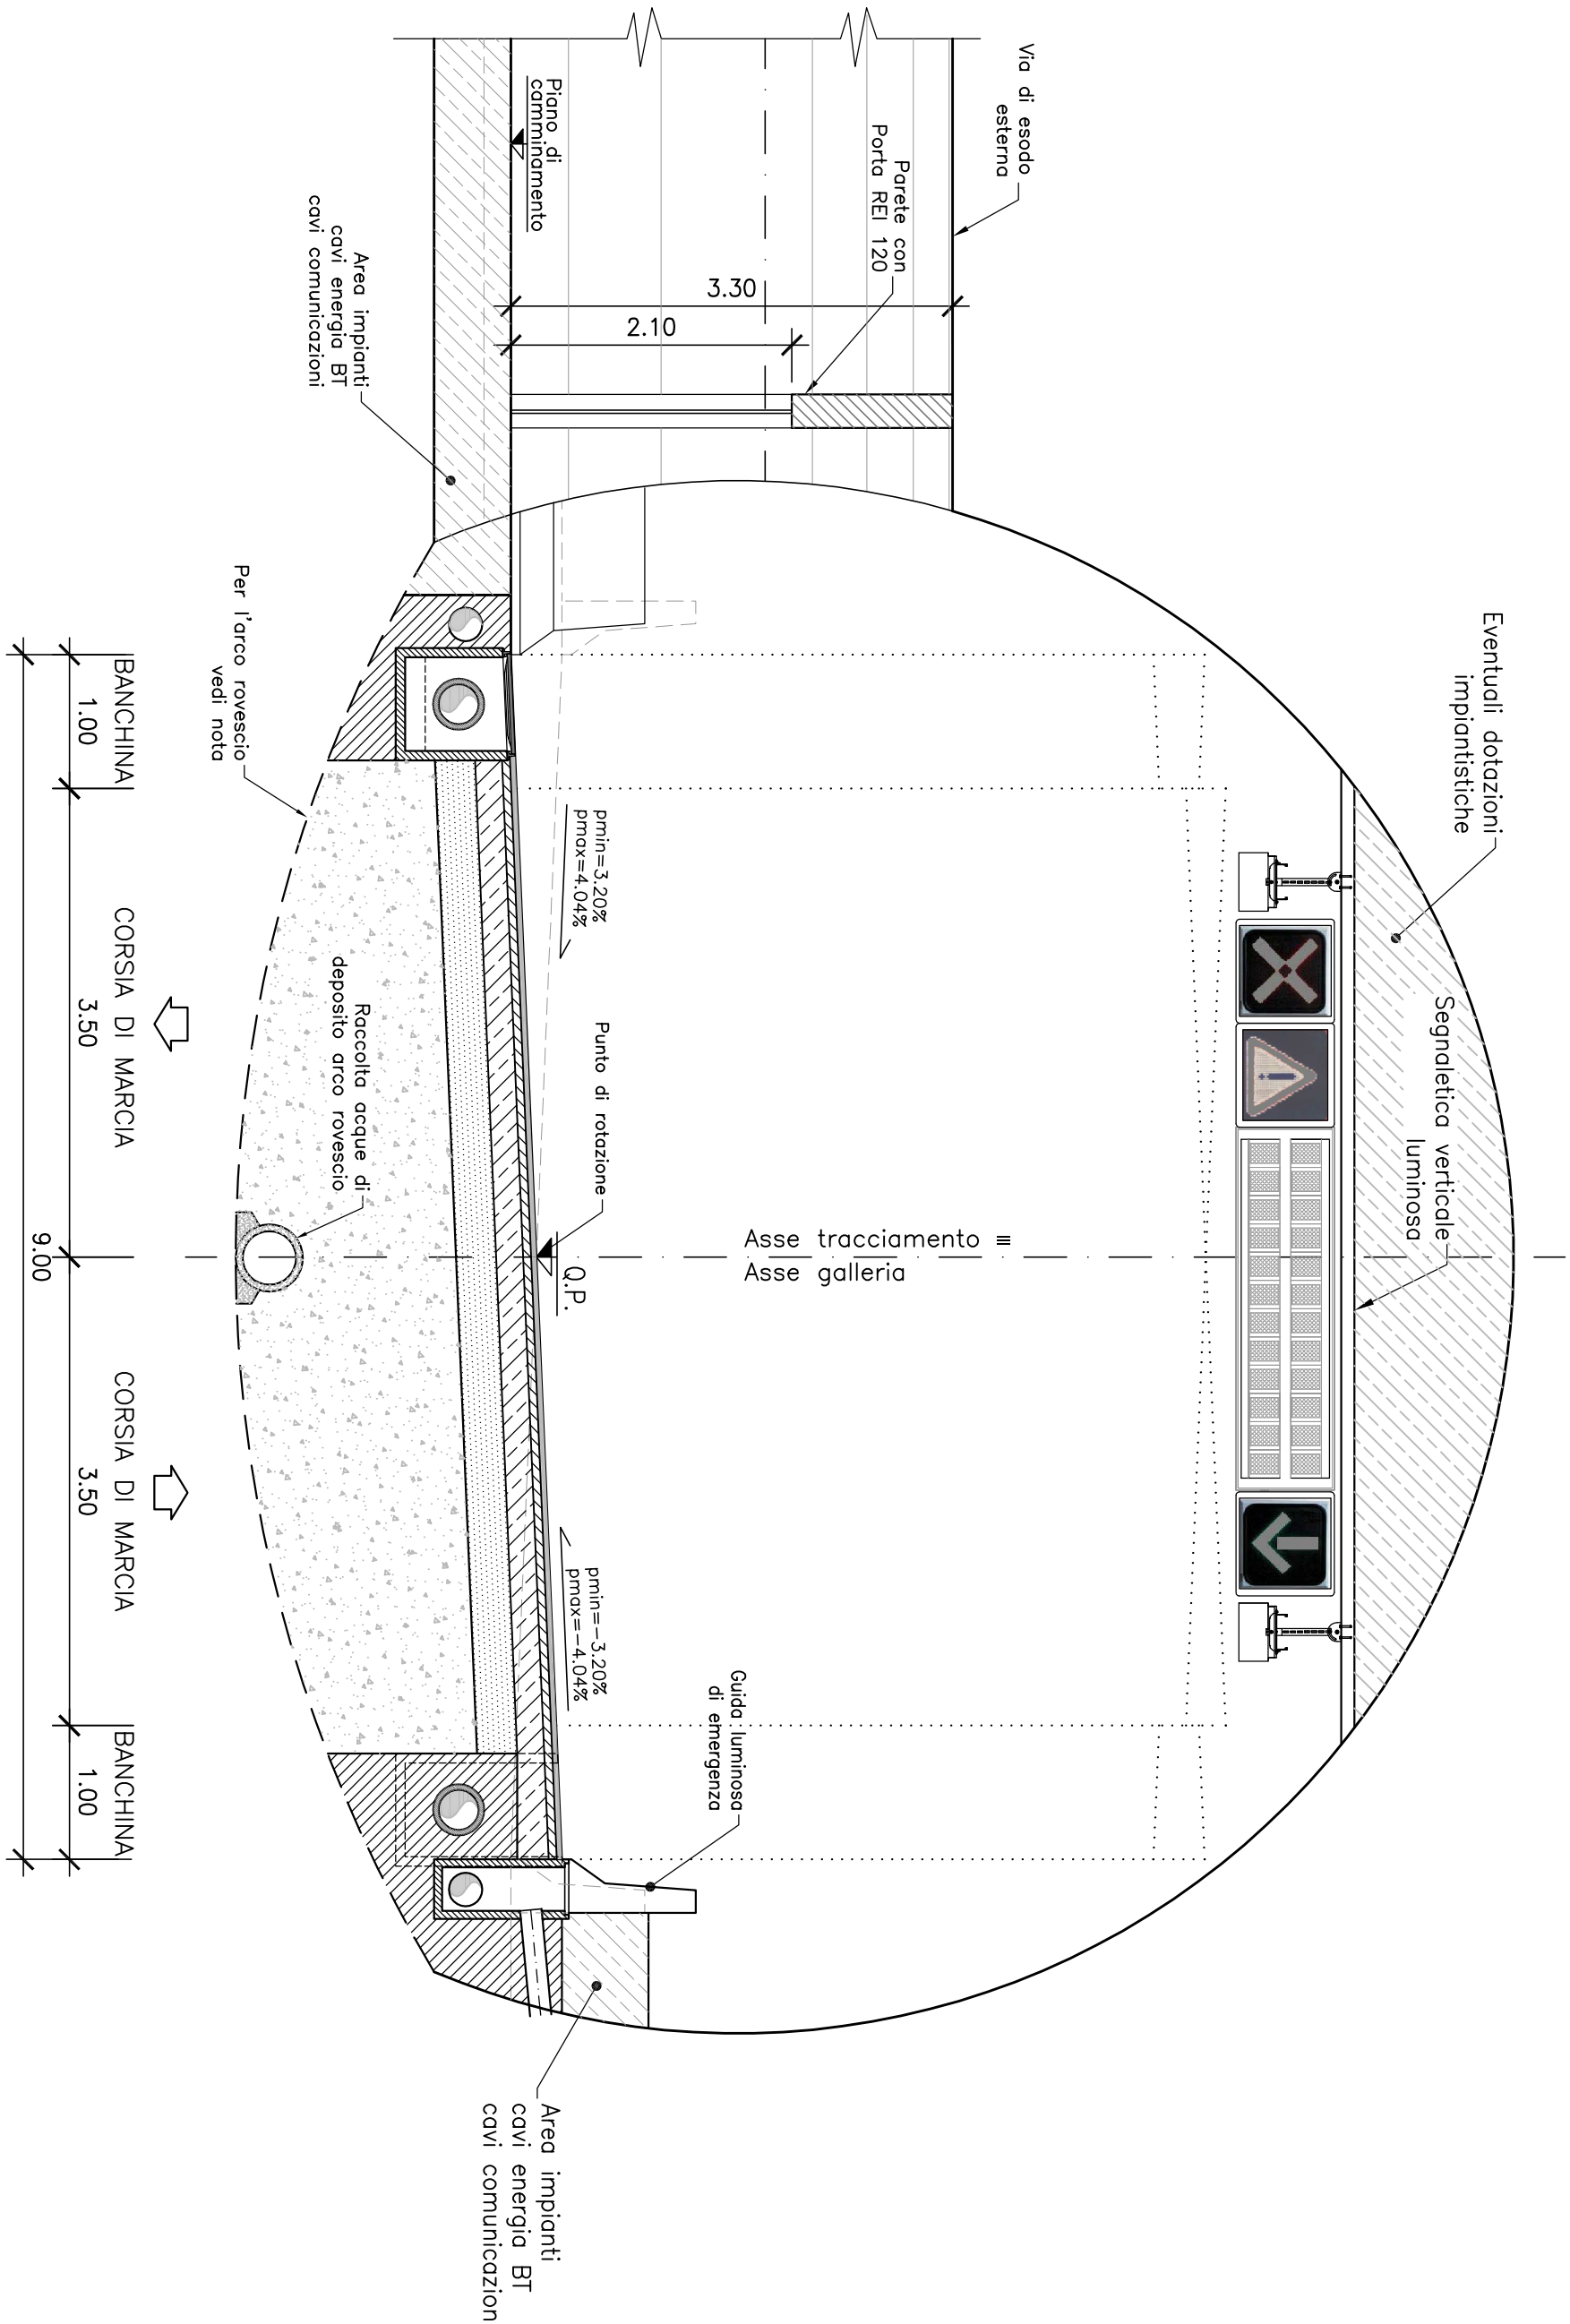 Eventuali dotazioni
impiantistiche
Segnaletica verticale
luminosa
Via di esodo
esterna
Parete con
Porta REI 120
3.30
2.10
Piano di
camminamento
Area impianti
cavi energia BT
cavi comunicazioni
Asse tracciamento ≡
Asse galleria
Guida luminosa
di emergenza
pmin=3.20%
pmax=4.04%
Punto di rotazione
Q.P.
pmin=-3.20%
pmax=-4.04%
Area impianti
cavi energia BT
cavi comunicazion
Raccolta acque di
deposito arco rovescio
Per l'arco rovescio
vedi nota
BANCHINA
1.00
CORSIA DI MARCIA
3.50
CORSIA DI MARCIA
3.50
BANCHINA
1.00
9.00